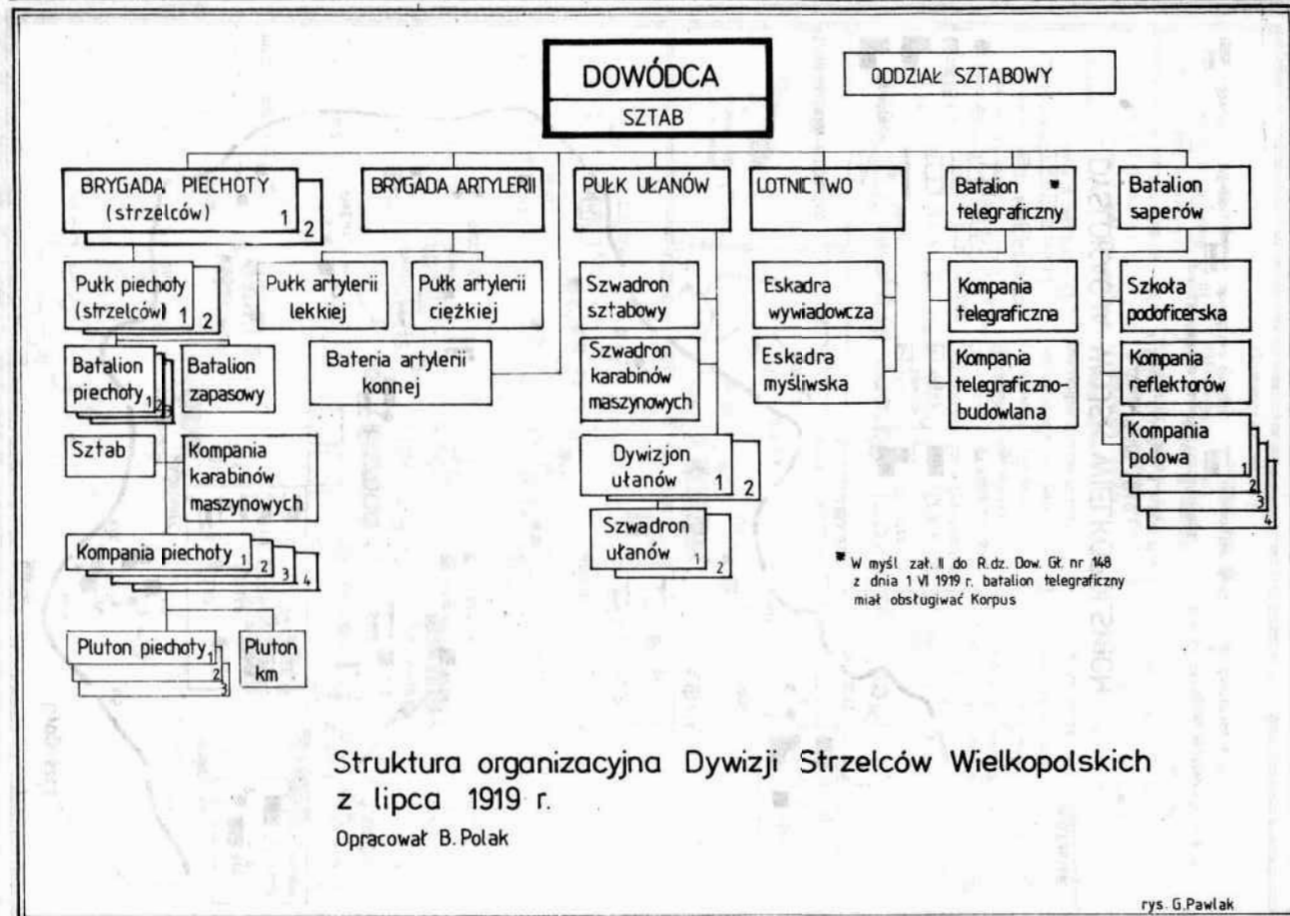 DOWÓDCA
SZTAB
ODDZIAŁ SZTABOWY
BRYGADA PIECHOTY
(strzelców) 1
2
BRYGADA ARTYLERII
PUŁK UŁANÓW
LOTNICTWO
Batalion
telegraficzny
Batalion
saperów
Pułk piechoty
(strzelców) 1
2
Pułk artylerii
lekkiej
Pułk artylerii
ciężkiej
Szwadron
sztabowy
Eskadra
wywiadowcza
Kompania
telegraficzna
Szkoła
podoficerska
Batalion
piechoty 1
2
3
Batalion
zapasowy
Bateria artylerii
konnej
Szwadron
karabinów
maszynowych
Eskadra
myśliwska
Kompania
telegraficzno-
budowlana
Kompania
reflektorów
Sztab
Kompania
karabinów
maszynowych
Dywizjon
ułanów 1
2
Kompania
polowa 1
2
3
4
Kompania piechoty 1
2
3
4
Szwadron
ułanów 1
2
Pluton piechoty 1
2
3
Pluton
km
W myśl zał. II do R.dz. Dow. Gł. nr 148
z dnia 1 VI 1919 r. batalion telegraficzny
miał obsługiwać Korpus
Struktura organizacyjna Dywizji Strzelców Wielkopolskich
z lipca 1919 r.
Opracował B. Polak
rys. G.Pawlak